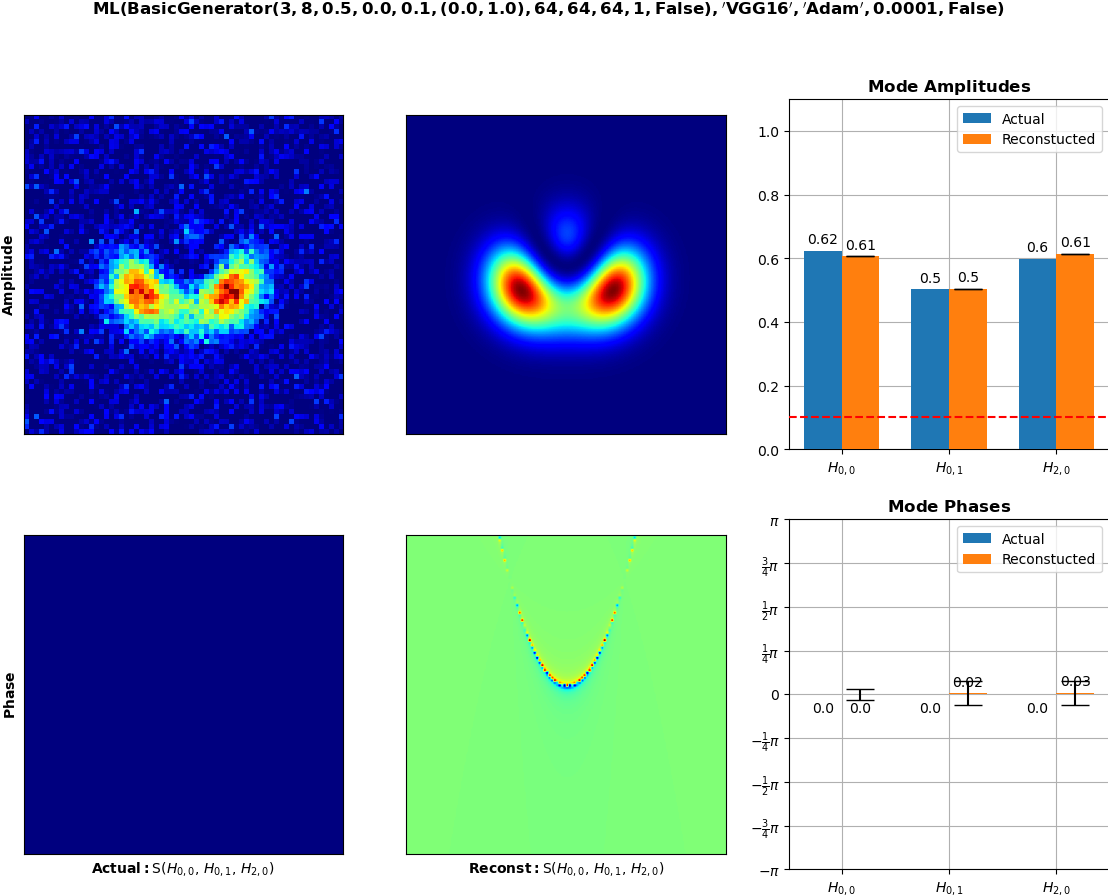 ML(BasicGenerator(3, 8, 0.5, 0.0, 0.1, (0.0, 1.0), 64, 64, 64, 1, False), ′VGG16′, ′Adam′, 0.0001, False)
Amplitude
Mode Amplitudes
Actual
Reconstucted
1.0
0.8
0.6
0.4
0.2
0.0
0.62 0.61
0.5 0.5
0.6 0.61
H0,0 H0,1 H2,0
Phase
Actual: S(H0,0, H0,1, H2,0)
Reconst: S(H0,0, H0,1, H2,0)
Mode Phases
Actual
Reconstucted
π
3/4π
1/2π
1/4π
0
−1/4π
−1/2π
−3/4π
−π
0.0 0.0
0.0 0.02
0.0 0.03
H0,0 H0,1 H2,0